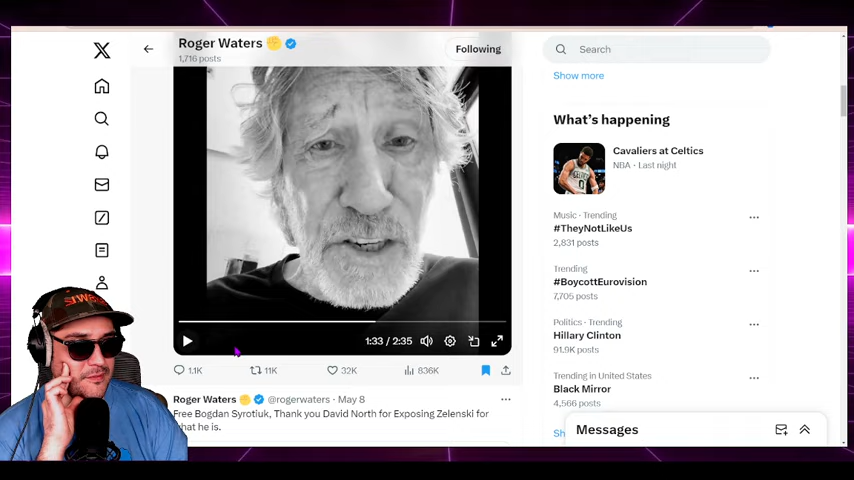 Roger Waters
1,716 posts
Following
Search
Show more
What's happening
Cavaliers at Celtics
NBA · Last night
Music · Trending
#TheyNotLikeUs
2,831 posts
Trending
#BoycottEurovision
7,705 posts
Politics · Trending
Hillary Clinton
91.9K posts
Trending in United States
Black Mirror
4,566 posts
1:33 / 2:35
1.1K 11K 32K 836K
Roger Waters @rogerwaters · May 8
Free Bogdan Syrotiuk, Thank you David North for Exposing Zelenski for
he is.
Messages